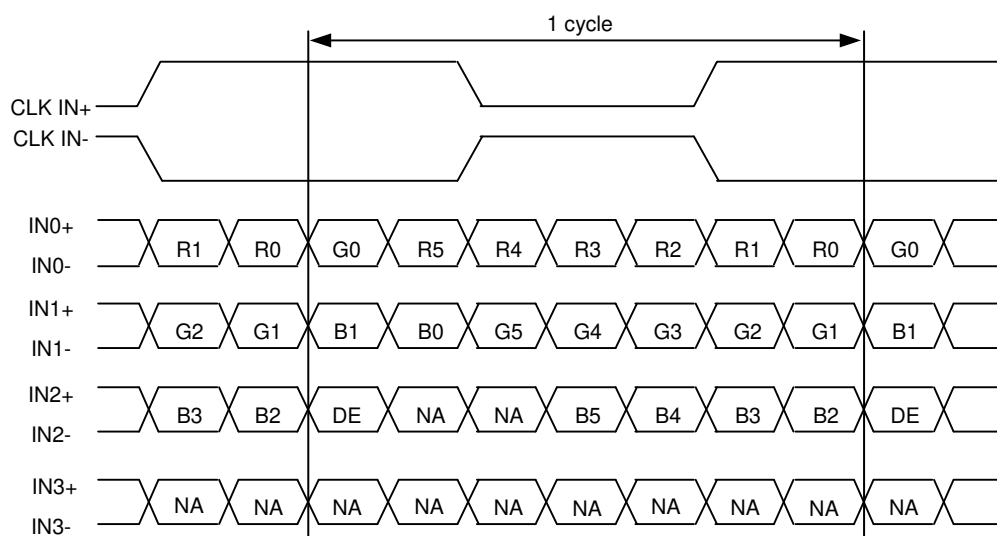 1 cycle
CLK IN+
CLK IN-
IN0+
R1 R0 G0 R5 R4 R3 R2 R1 R0 G0
IN0-
IN1+
G2 G1 B1 B0 G5 G4 G3 G2 G1 B1
IN1-
IN2+
B3 B2 DE NA NA B5 B4 B3 B2 DE
IN2-
IN3+
NA NA NA NA NA NA NA NA NA NA
IN3-